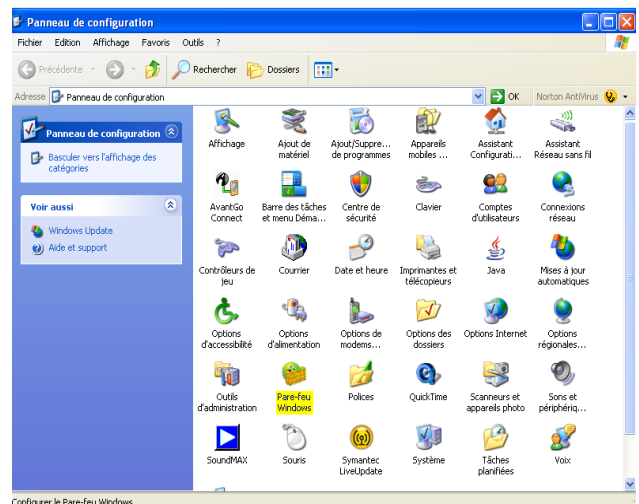 Panneau de configuration
Fichier Edition Affichage Favoris Outils ?
Précédente Rechercher Dossiers
Adresse Panneau de configuration OK Norton AntiVirus
Panneau de configuration
Basculer vers l'affichage des
catégories
Voir aussi
Windows Update
Aide et support
Affichage
Ajout de
matériel
Ajout/Suppre...
de programmes
Appareils
mobiles ...
Assistant
Configurati...
Assistant
Réseau sans fil
AvantGo
Connect
Barre des tâches
et menu Déma...
Centre de
sécurité
Clavier
Comptes
d'utilisateurs
Connexions
réseau
Contrôleurs de
jeu
Courrier
Date et heure
Imprimantes et
télécopieurs
Java
Mises à jour
automatiques
Options
d'accessibilité
Options
d'alimentation
Options de
modems...
Options des
dossiers
Options Internet
Options
régionales...
Outils
d'administration
Pare-feu
Windows
Polices
QuickTime
Scanneurs et
appareils photo
Sons et
périphériq...
SoundMAX
Souris
Symantec
LiveUpdate
Système
Tâches
planifiées
Voix
Configurer le Pare-feu Windows